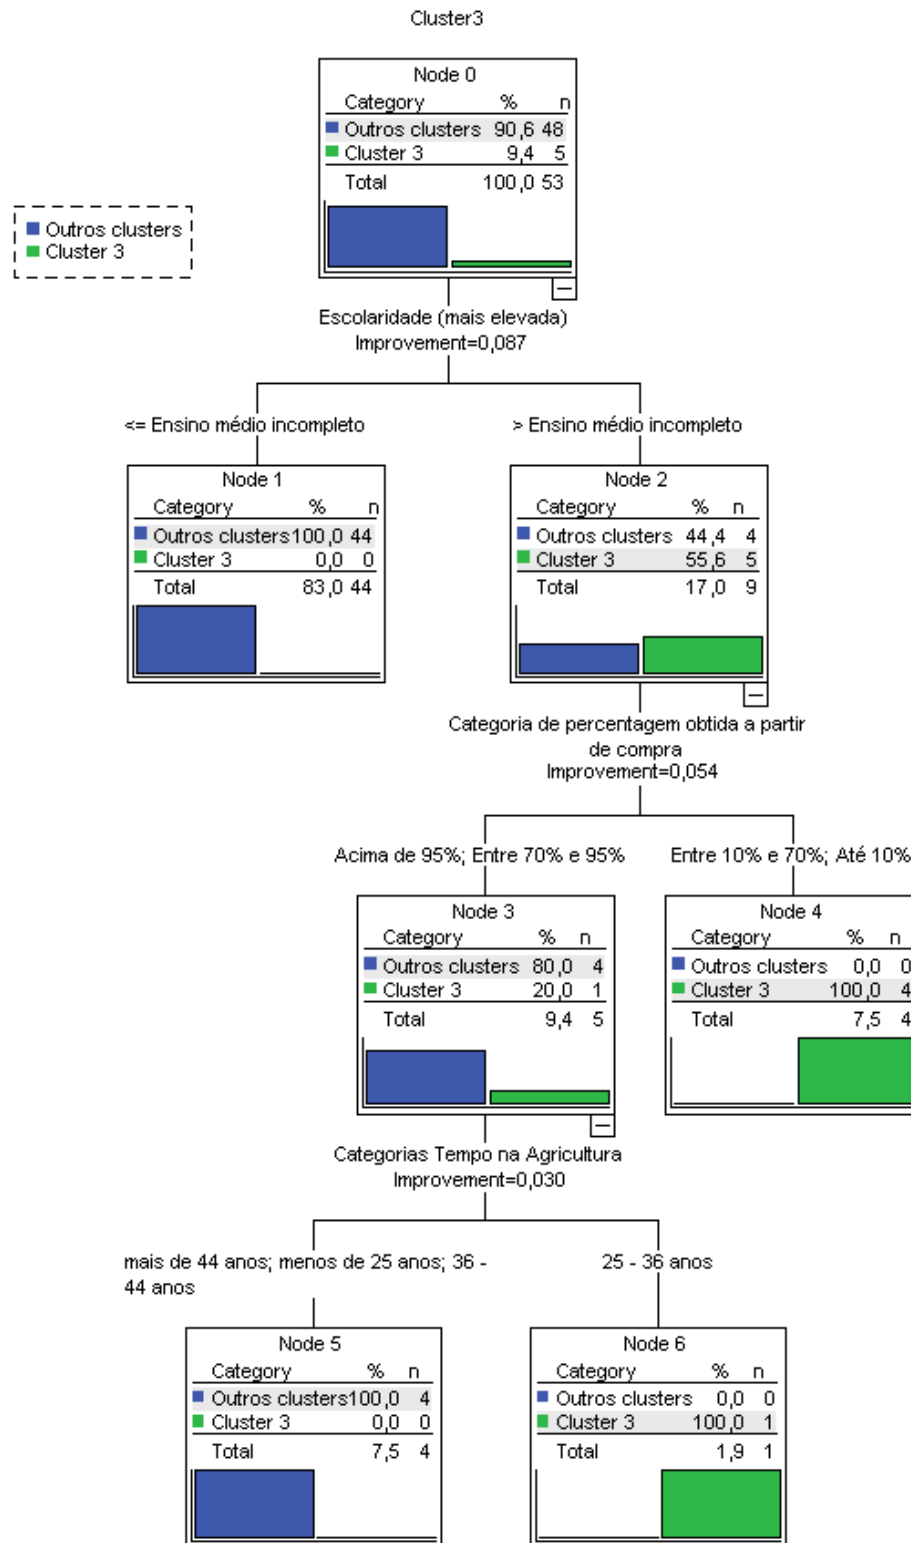 Cluster3
Node 0
Category % n
Outros clusters 90,6 48
Cluster 3 9,4 5
Total 100,0 53
Outros clusters
Cluster 3
Escolaridade (mais elevada)
Improvement=0,087
<= Ensino médio incompleto
> Ensino médio incompleto
Node 1
Category % n
Outros clusters 100,0 44
Cluster 3 0,0 0
Total 83,0 44
Node 2
Category % n
Outros clusters 44,4 4
Cluster 3 55,6 5
Total 17,0 9
Categoria de percentagem obtida a partir
de compra
Improvement=0,054
Acima de 95%; Entre 70% e 95%
Entre 10% e 70%; Até 10%
Node 3
Category % n
Outros clusters 80,0 4
Cluster 3 20,0 1
Total 9,4 5
Node 4
Category % n
Outros clusters 0,0 0
Cluster 3 100,0 4
Total 7,5 4
Categorias Tempo na Agricultura
Improvement=0,030
mais de 44 anos; menos de 25 anos; 36 -
44 anos
25 - 36 anos
Node 5
Category % n
Outros clusters 100,0 4
Cluster 3 0,0 0
Total 7,5 4
Node 6
Category % n
Outros clusters 0,0 0
Cluster 3 100,0 1
Total 1,9 1